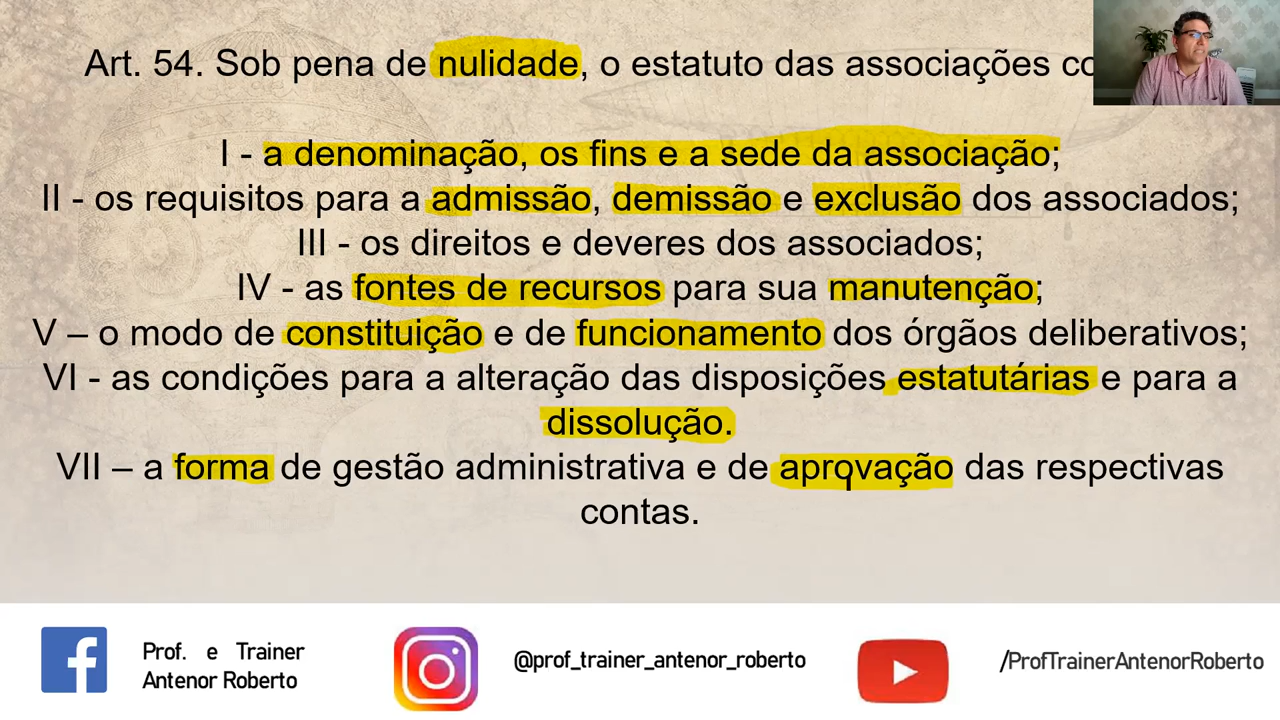 Art. 54. Sob pena de nulidade, o estatuto das associações
I - a denominação, os fins e a sede da associação;
II - os requisitos para a admissão, demissão e exclusão dos associados;
III - os direitos e deveres dos associados;
IV - as fontes de recursos para sua manutenção;
V – o modo de constituição e de funcionamento dos órgãos deliberativos;
VI - as condições para a alteração das disposições estatutárias e para a
dissolução.
VII – a forma de gestão administrativa e de aprovação das respectivas
contas.
Prof. e Trainer
Antenor Roberto
@prof_trainer_antenor_roberto
/ProfTrainerAntenorRoberto